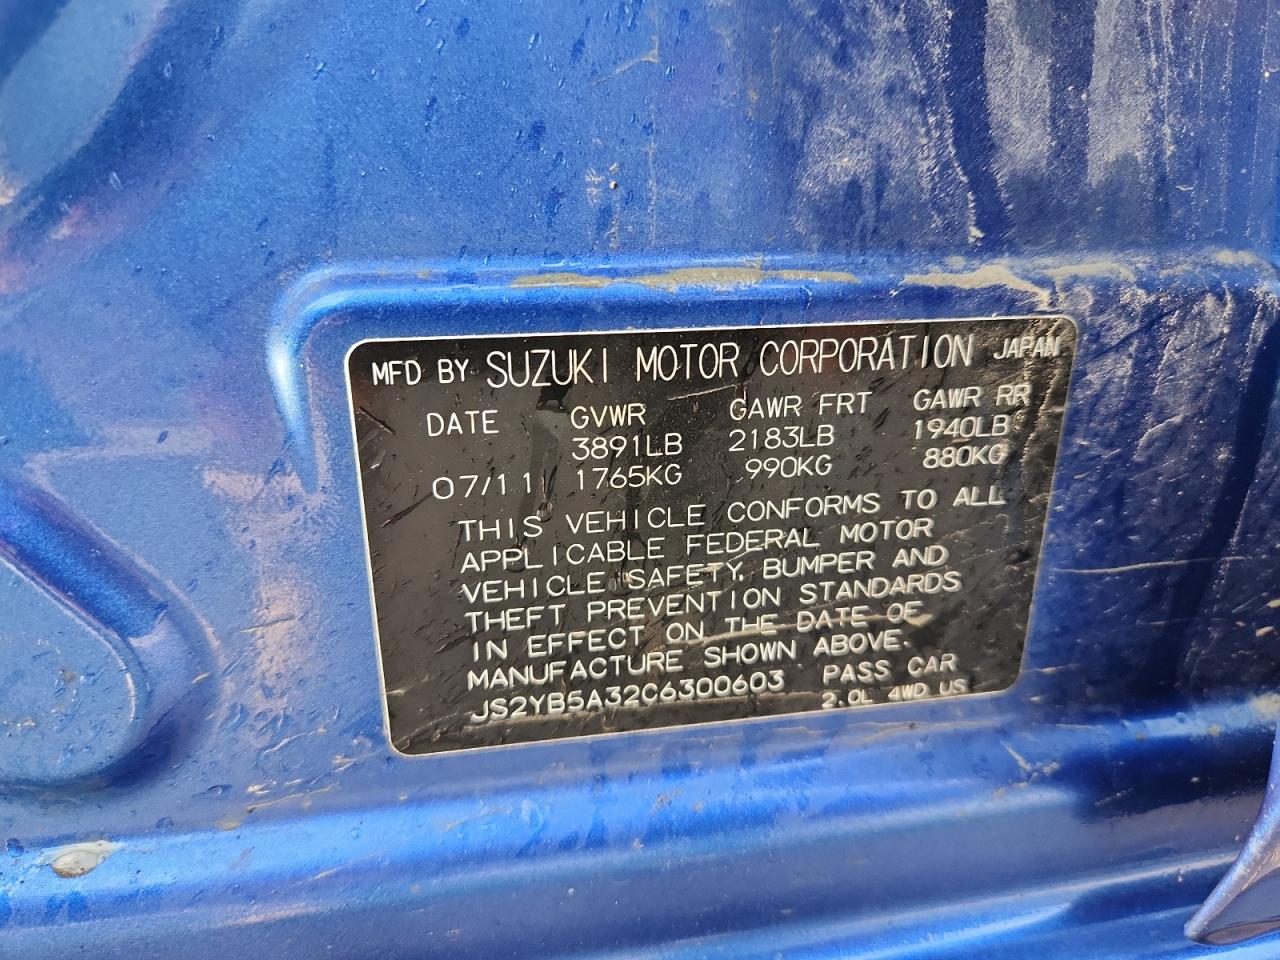 MFD BY SUZUKI MOTOR CORPORATION JAPAN
DATE GVWR GAWR FRT GAWR RR
3891LB 2183LB 1940LB
07/11 1765KG 990KG 880KG
THIS VEHICLE CONFORMS TO ALL
APPLICABLE FEDERAL MOTOR
VEHICLE SAFETY, BUMPER AND
THEFT PREVENTION STANDARDS
IN EFFECT ON THE DATE OF
MANUFACTURE SHOWN ABOVE.
JS2YB5A32C6300603 PASS CAR
2.0L 4WD US